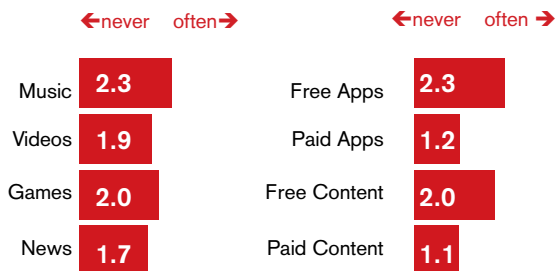 🡸never often🡺
Music 2.3
Videos 1.9
Games 2.0
News 1.7
🡸never often🡺
Free Apps 2.3
Paid Apps 1.2
Free Content 2.0
Paid Content 1.1